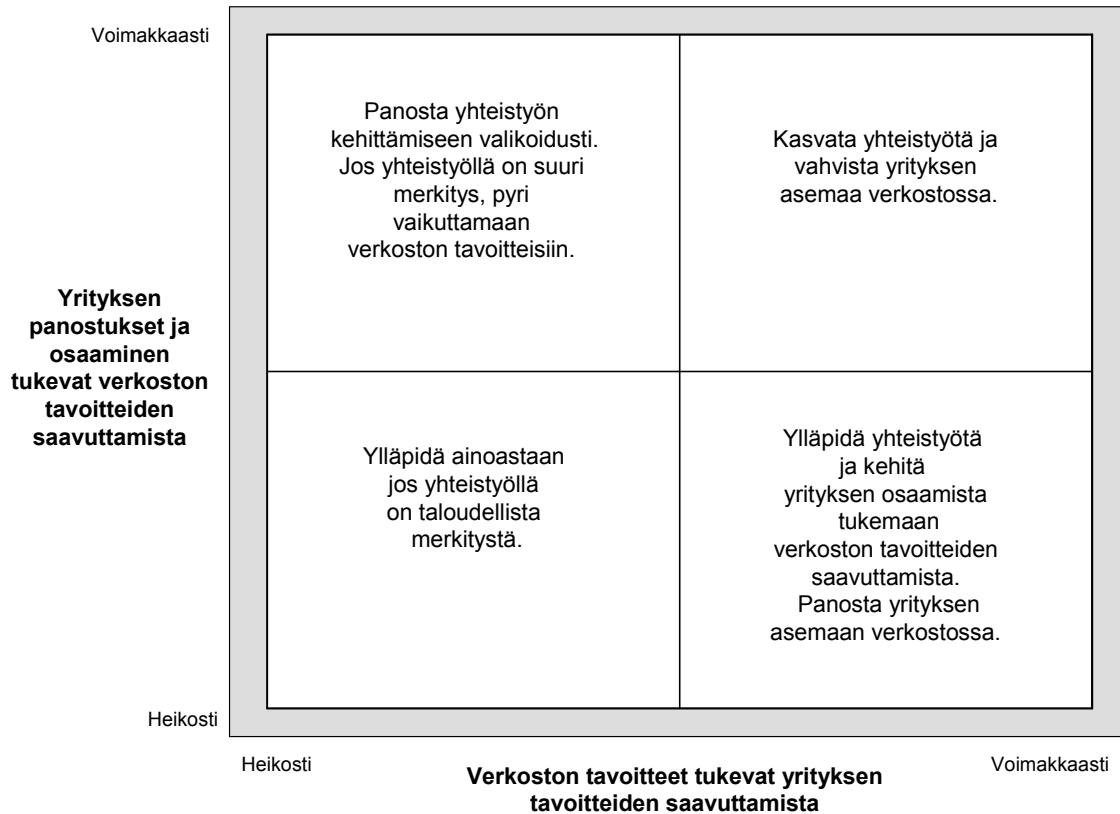 Voimakkaasti
Panosta yhteistyön
kehittämiseen valikoidusti.
Jos yhteistyöllä on suuri
merkitys, pyri
vaikuttamaan
verkoston tavoitteisiin.
Kasvata yhteistyötä ja
vahvista yrityksen
asemaa verkostossa.
Yrityksen
panostukset ja
osaaminen
tukevat verkoston
tavoitteiden
saavuttamista
Ylläpidä ainoastaan
jos yhteistyöllä
on taloudellista
merkitystä.
Ylläpidä yhteistyötä
ja kehitä
yrityksen osaamista
tukemaan
verkoston tavoitteiden
saavuttamista.
Panosta yrityksen
asemaan verkostossa.
Heikosti
Heikosti
Verkoston tavoitteet tukevat yrityksen
tavoitteiden saavuttamista
Voimakkaasti